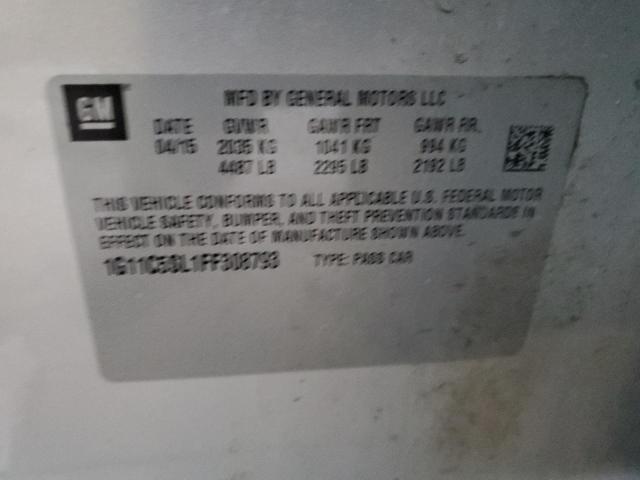 GM
MFD BY GENERAL MOTORS LLC
DATE GVWR GAWR FRT GAWR RR.
04/15 2035 KG 1041 KG 994 KG
4487 LB 2295 LB 2192 LB
THIS VEHICLE CONFORMS TO ALL APPLICABLE U.S. FEDERAL MOTOR
VEHICLE SAFETY, BUMPER, AND THEFT PREVENTION STANDARDS IN
EFFECT ON THE DATE OF MANUFACTURE SHOWN ABOVE.
1G11C5SL1FF308793 TYPE: PASS CAR